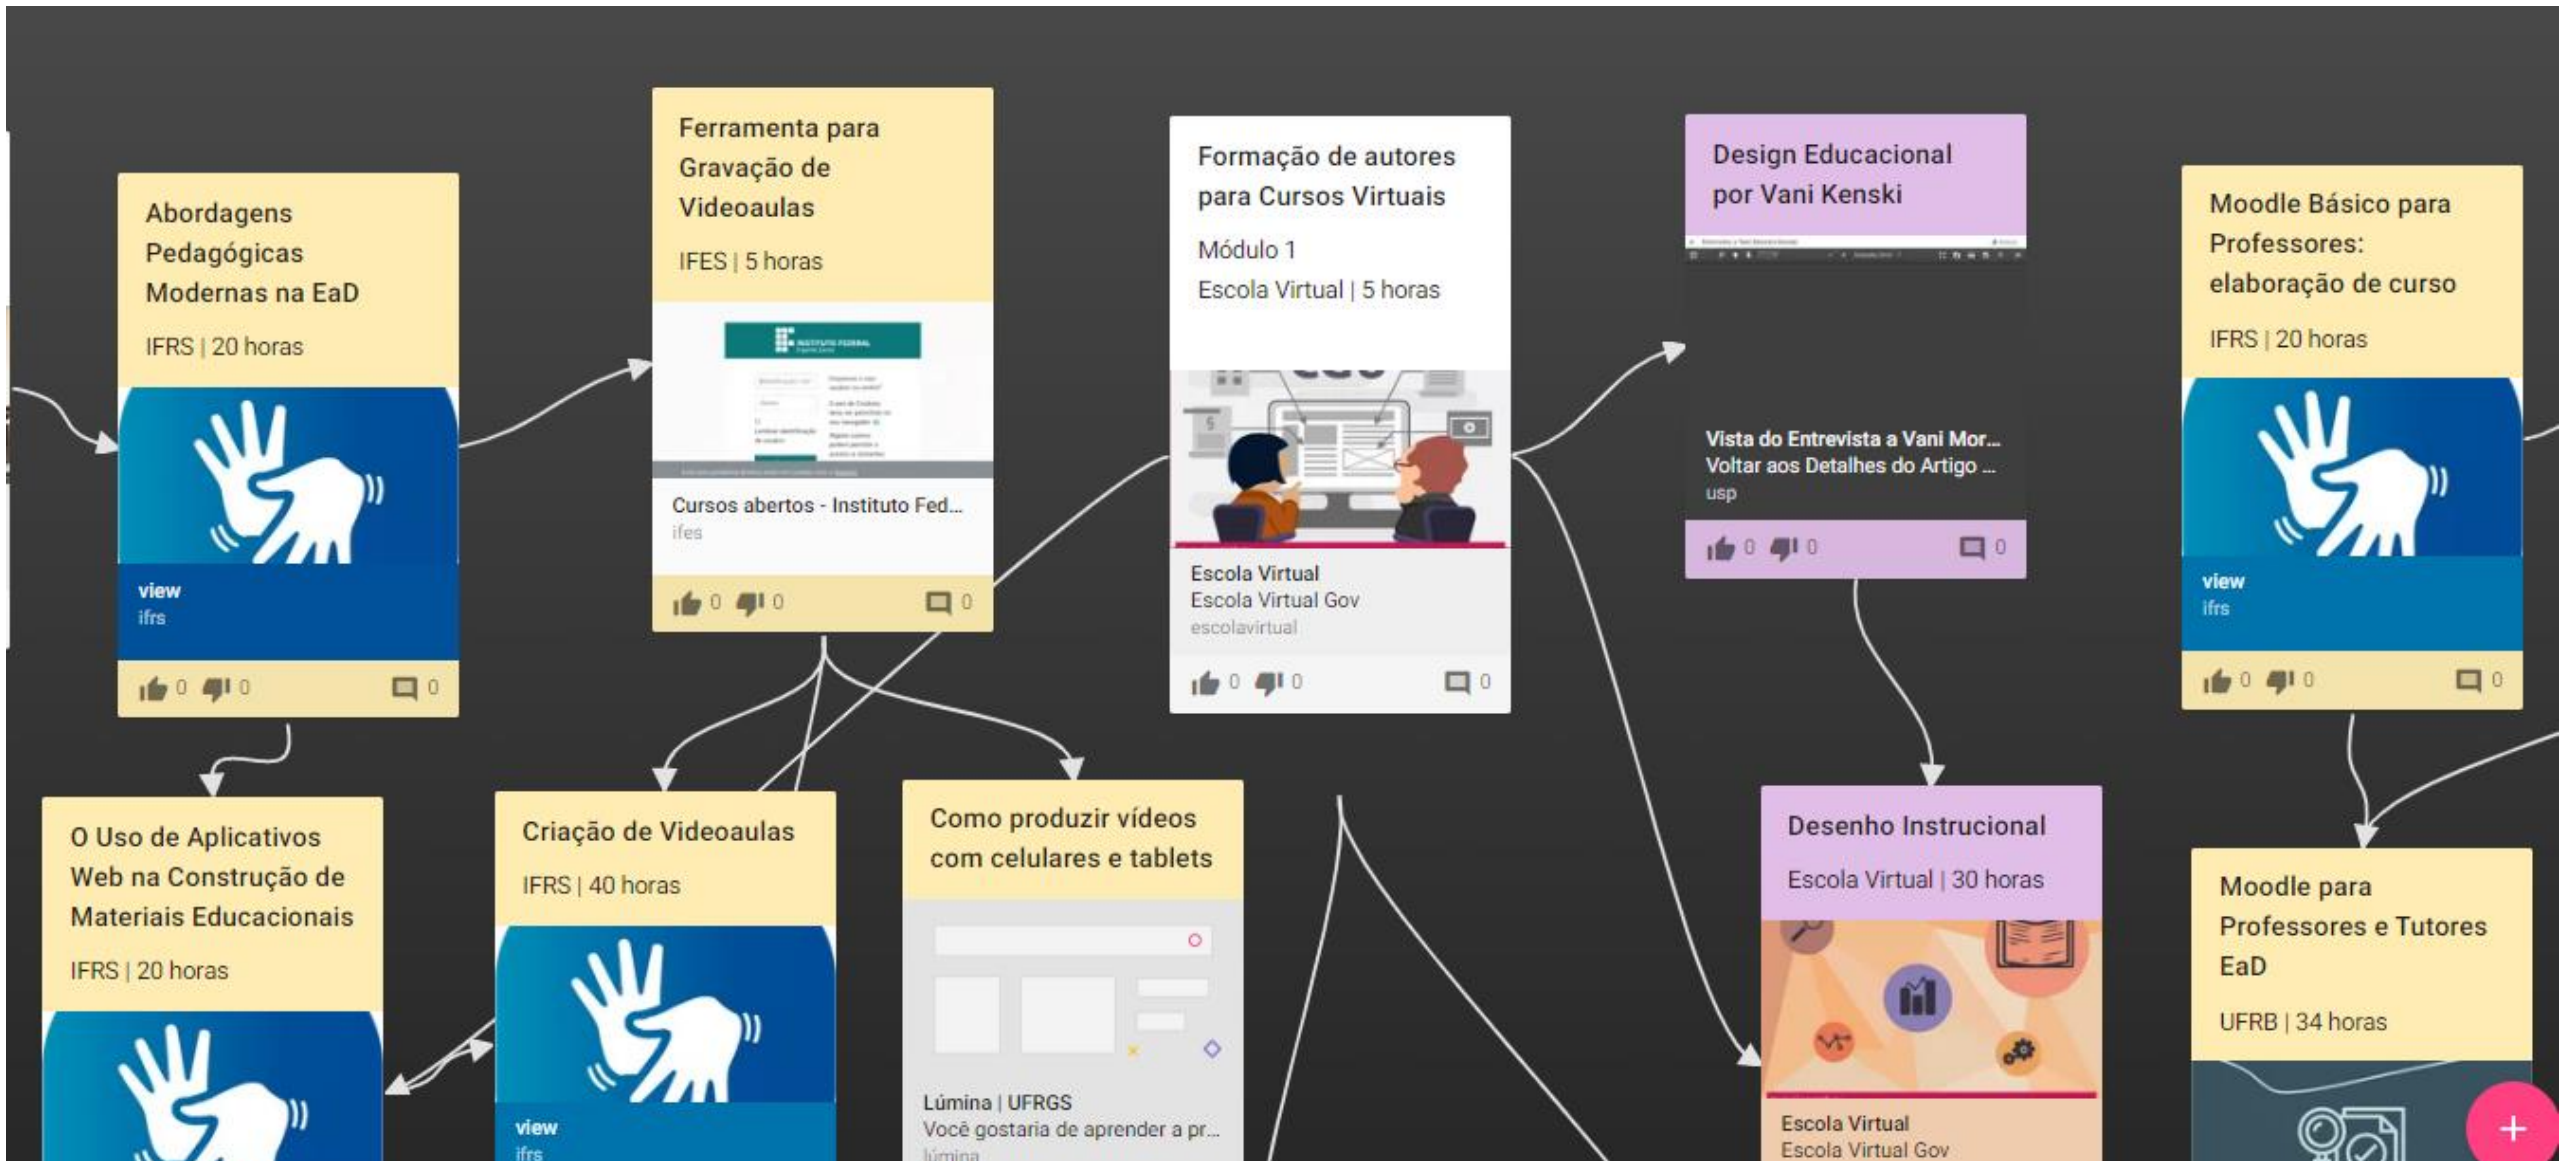 Abordagens
Pedagógicas
Modernas na EaD
IFRS | 20 horas
view
ifrs
0
0
0
Ferramenta para
Gravação de
Videoaulas
IFES | 5 horas
INSTITUTO FEDERAL
Cursos abertos - Instituto Fed...
ifes
0
0
0
Formação de autores
para Cursos Virtuais
Módulo 1
Escola Virtual | 5 horas
Escola Virtual
Escola Virtual Gov
escolavirtual
0
0
0
Design Educacional
por Vani Kenski
Vista do Entrevista a Vani Mor...
Voltar aos Detalhes do Artigo ...
usp
0
0
0
Moodle Básico para
Professores:
elaboração de curso
IFRS | 20 horas
view
ifrs
0
0
0
O Uso de Aplicativos
Web na Construção de
Materiais Educacionais
IFRS | 20 horas
Criação de Videoaulas
IFRS | 40 horas
view
ifrs
Como produzir vídeos
com celulares e tablets
Lúmina | UFRGS
Você gostaria de aprender a pr...
lúmina
Desenho Instrucional
Escola Virtual | 30 horas
Escola Virtual
Escola Virtual Gov
Moodle para
Professores e Tutores
EaD
UFRB | 34 horas